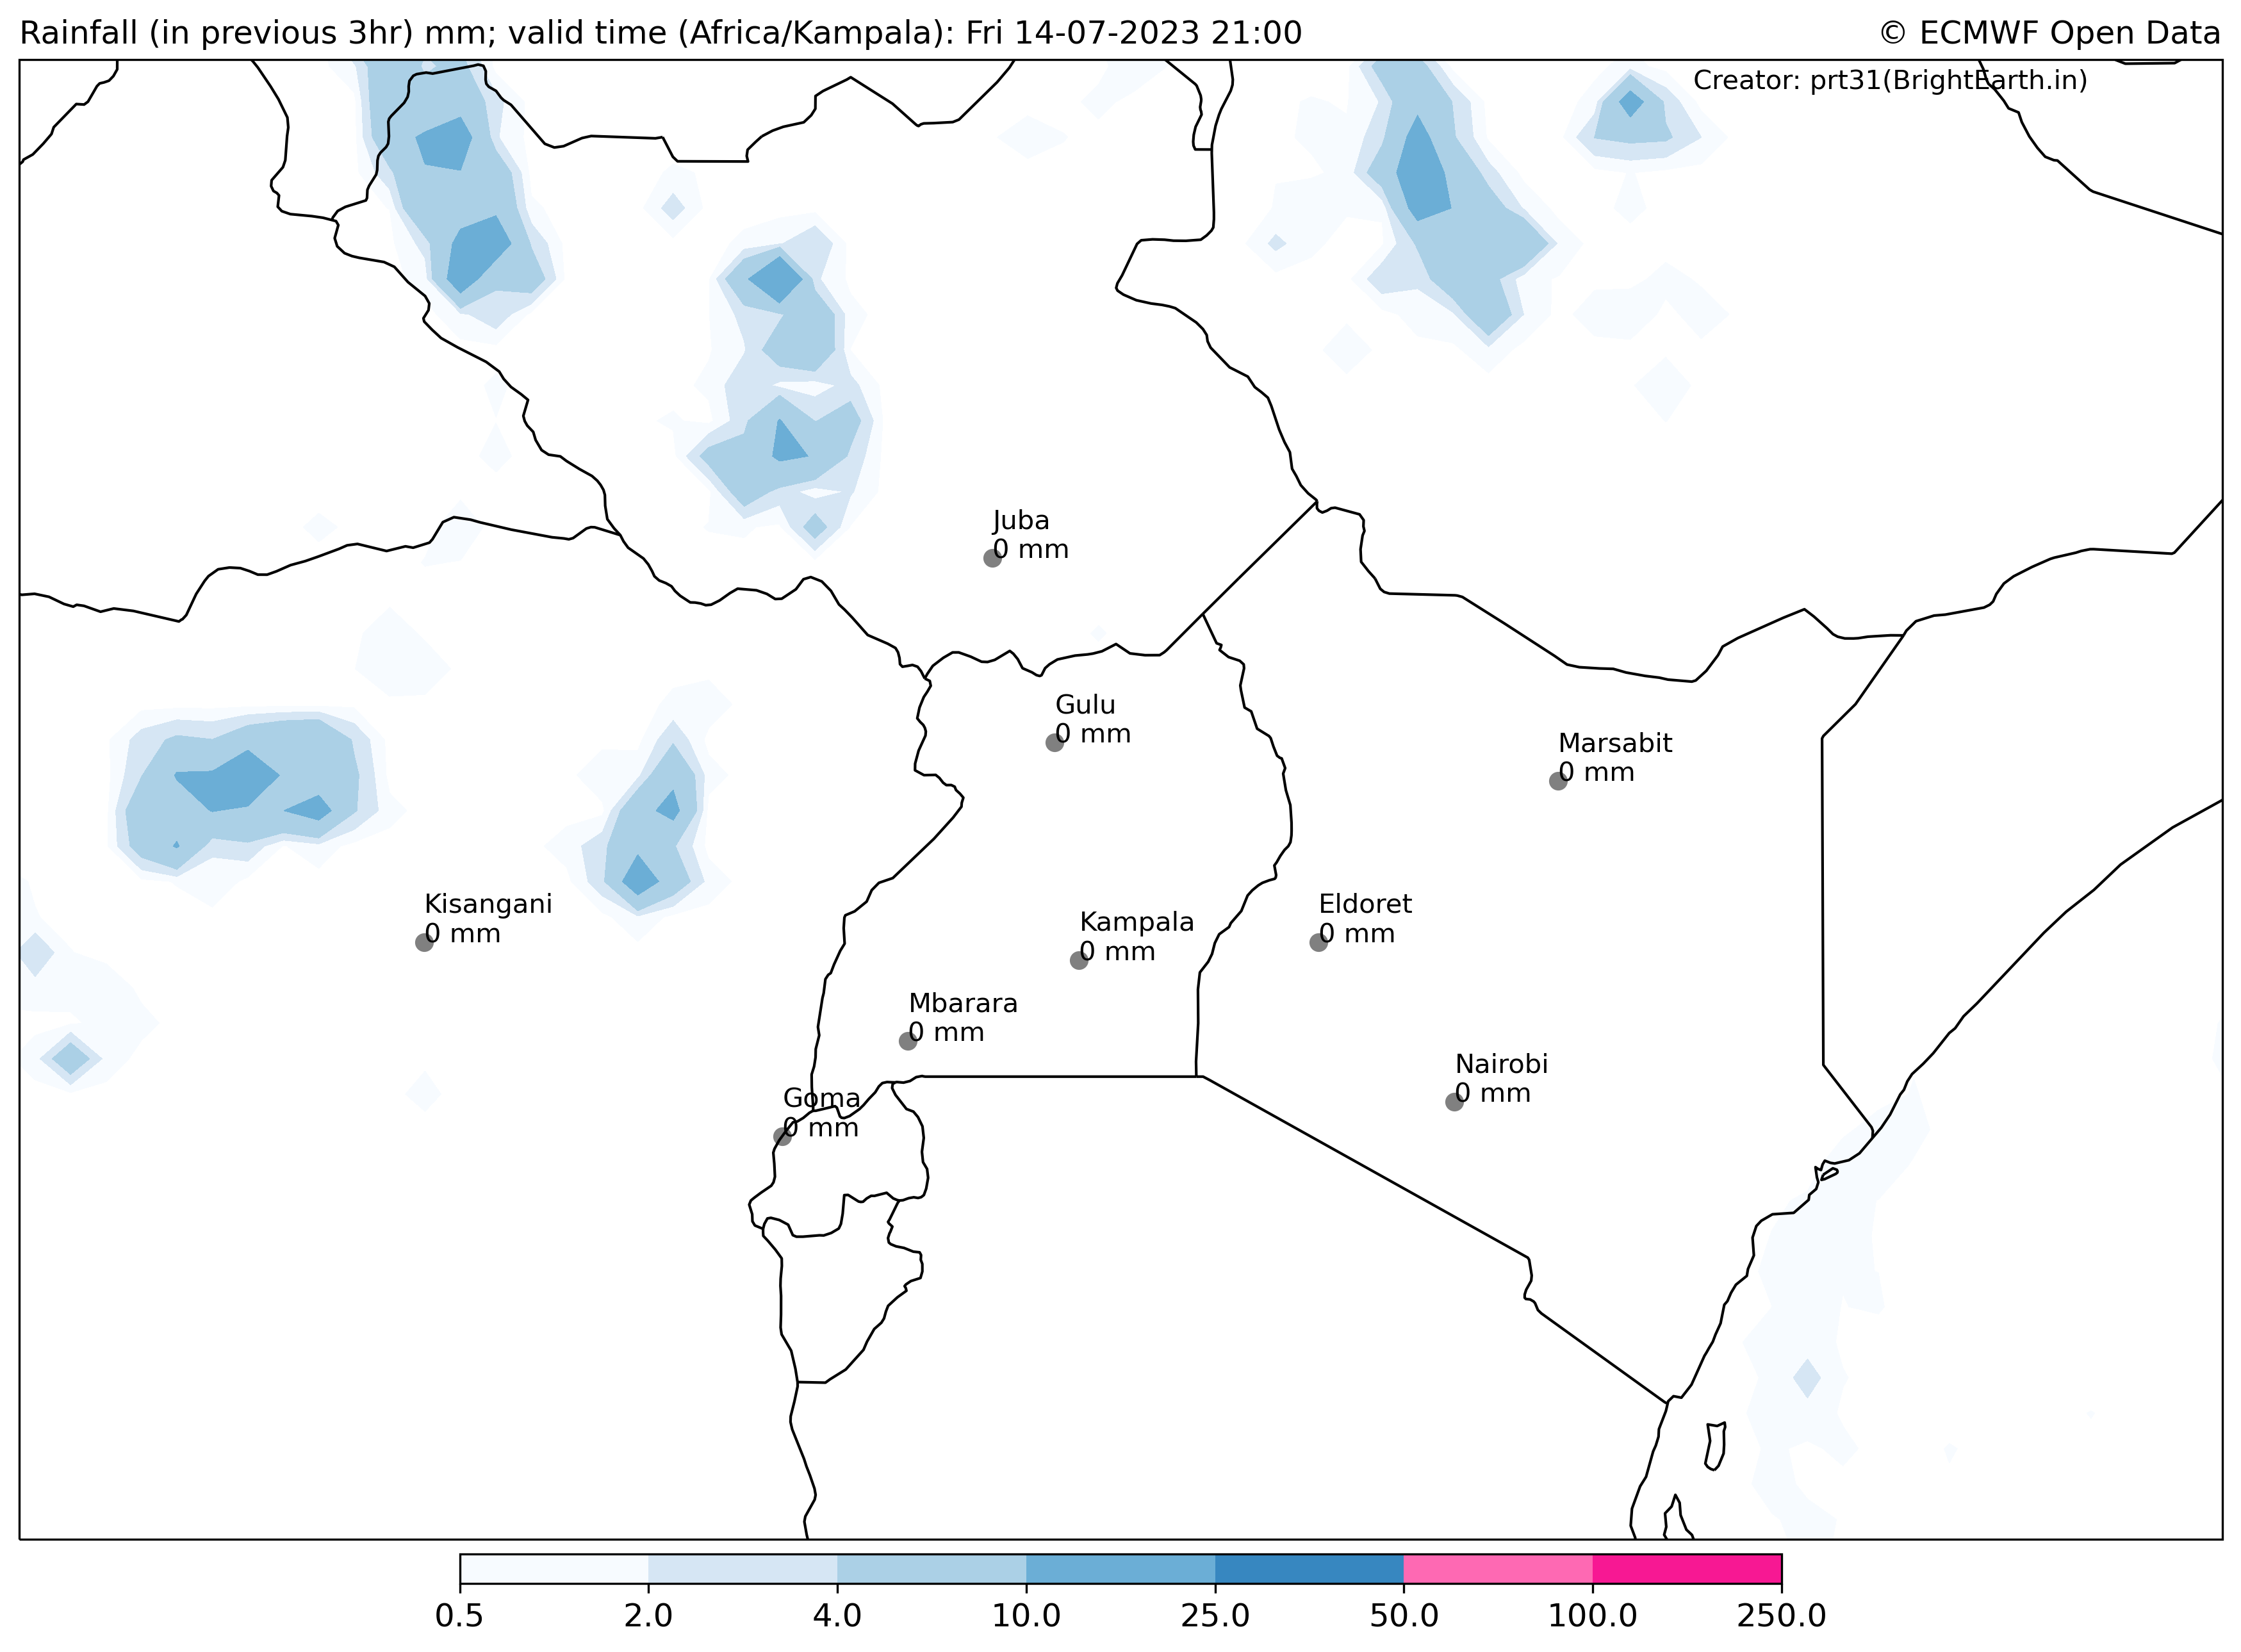 Rainfall (in previous 3hr) mm; valid time (Africa/Kampala): Fri 14-07-2023 21:00
© ECMWF Open Data
Creator: prt31(BrightEarth.in)
Juba
0 mm
Gulu
0 mm
Marsabit
0 mm
Kisangani
0 mm
Kampala
0 mm
Eldoret
0 mm
Mbarara
0 mm
Nairobi
0 mm
Goma
0 mm
0.5 2.0 4.0 10.0 25.0 50.0 100.0 250.0